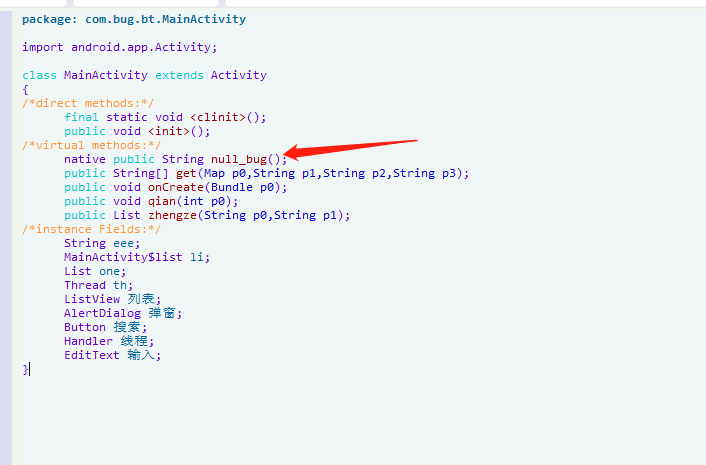 package: com.bug.bt.MainActivity
import android.app.Activity;
class MainActivity extends Activity
{
/*direct methods:*/
final static void <clinit>();
public void <init>();
/*virtual methods:*/
native public String null_bug();
public String[] get(Map p0,String p1,String p2,String p3);
public void onCreate(Bundle p0);
public void qian(int p0);
public List zhengze(String p0,String p1);
/*instance Fields:*/
String eee;
MainActivity$list li;
List one;
Thread th;
ListView 列表;
AlertDialog 弹窗;
Button 搜索;
Handler 线程;
EditText 输入;
}